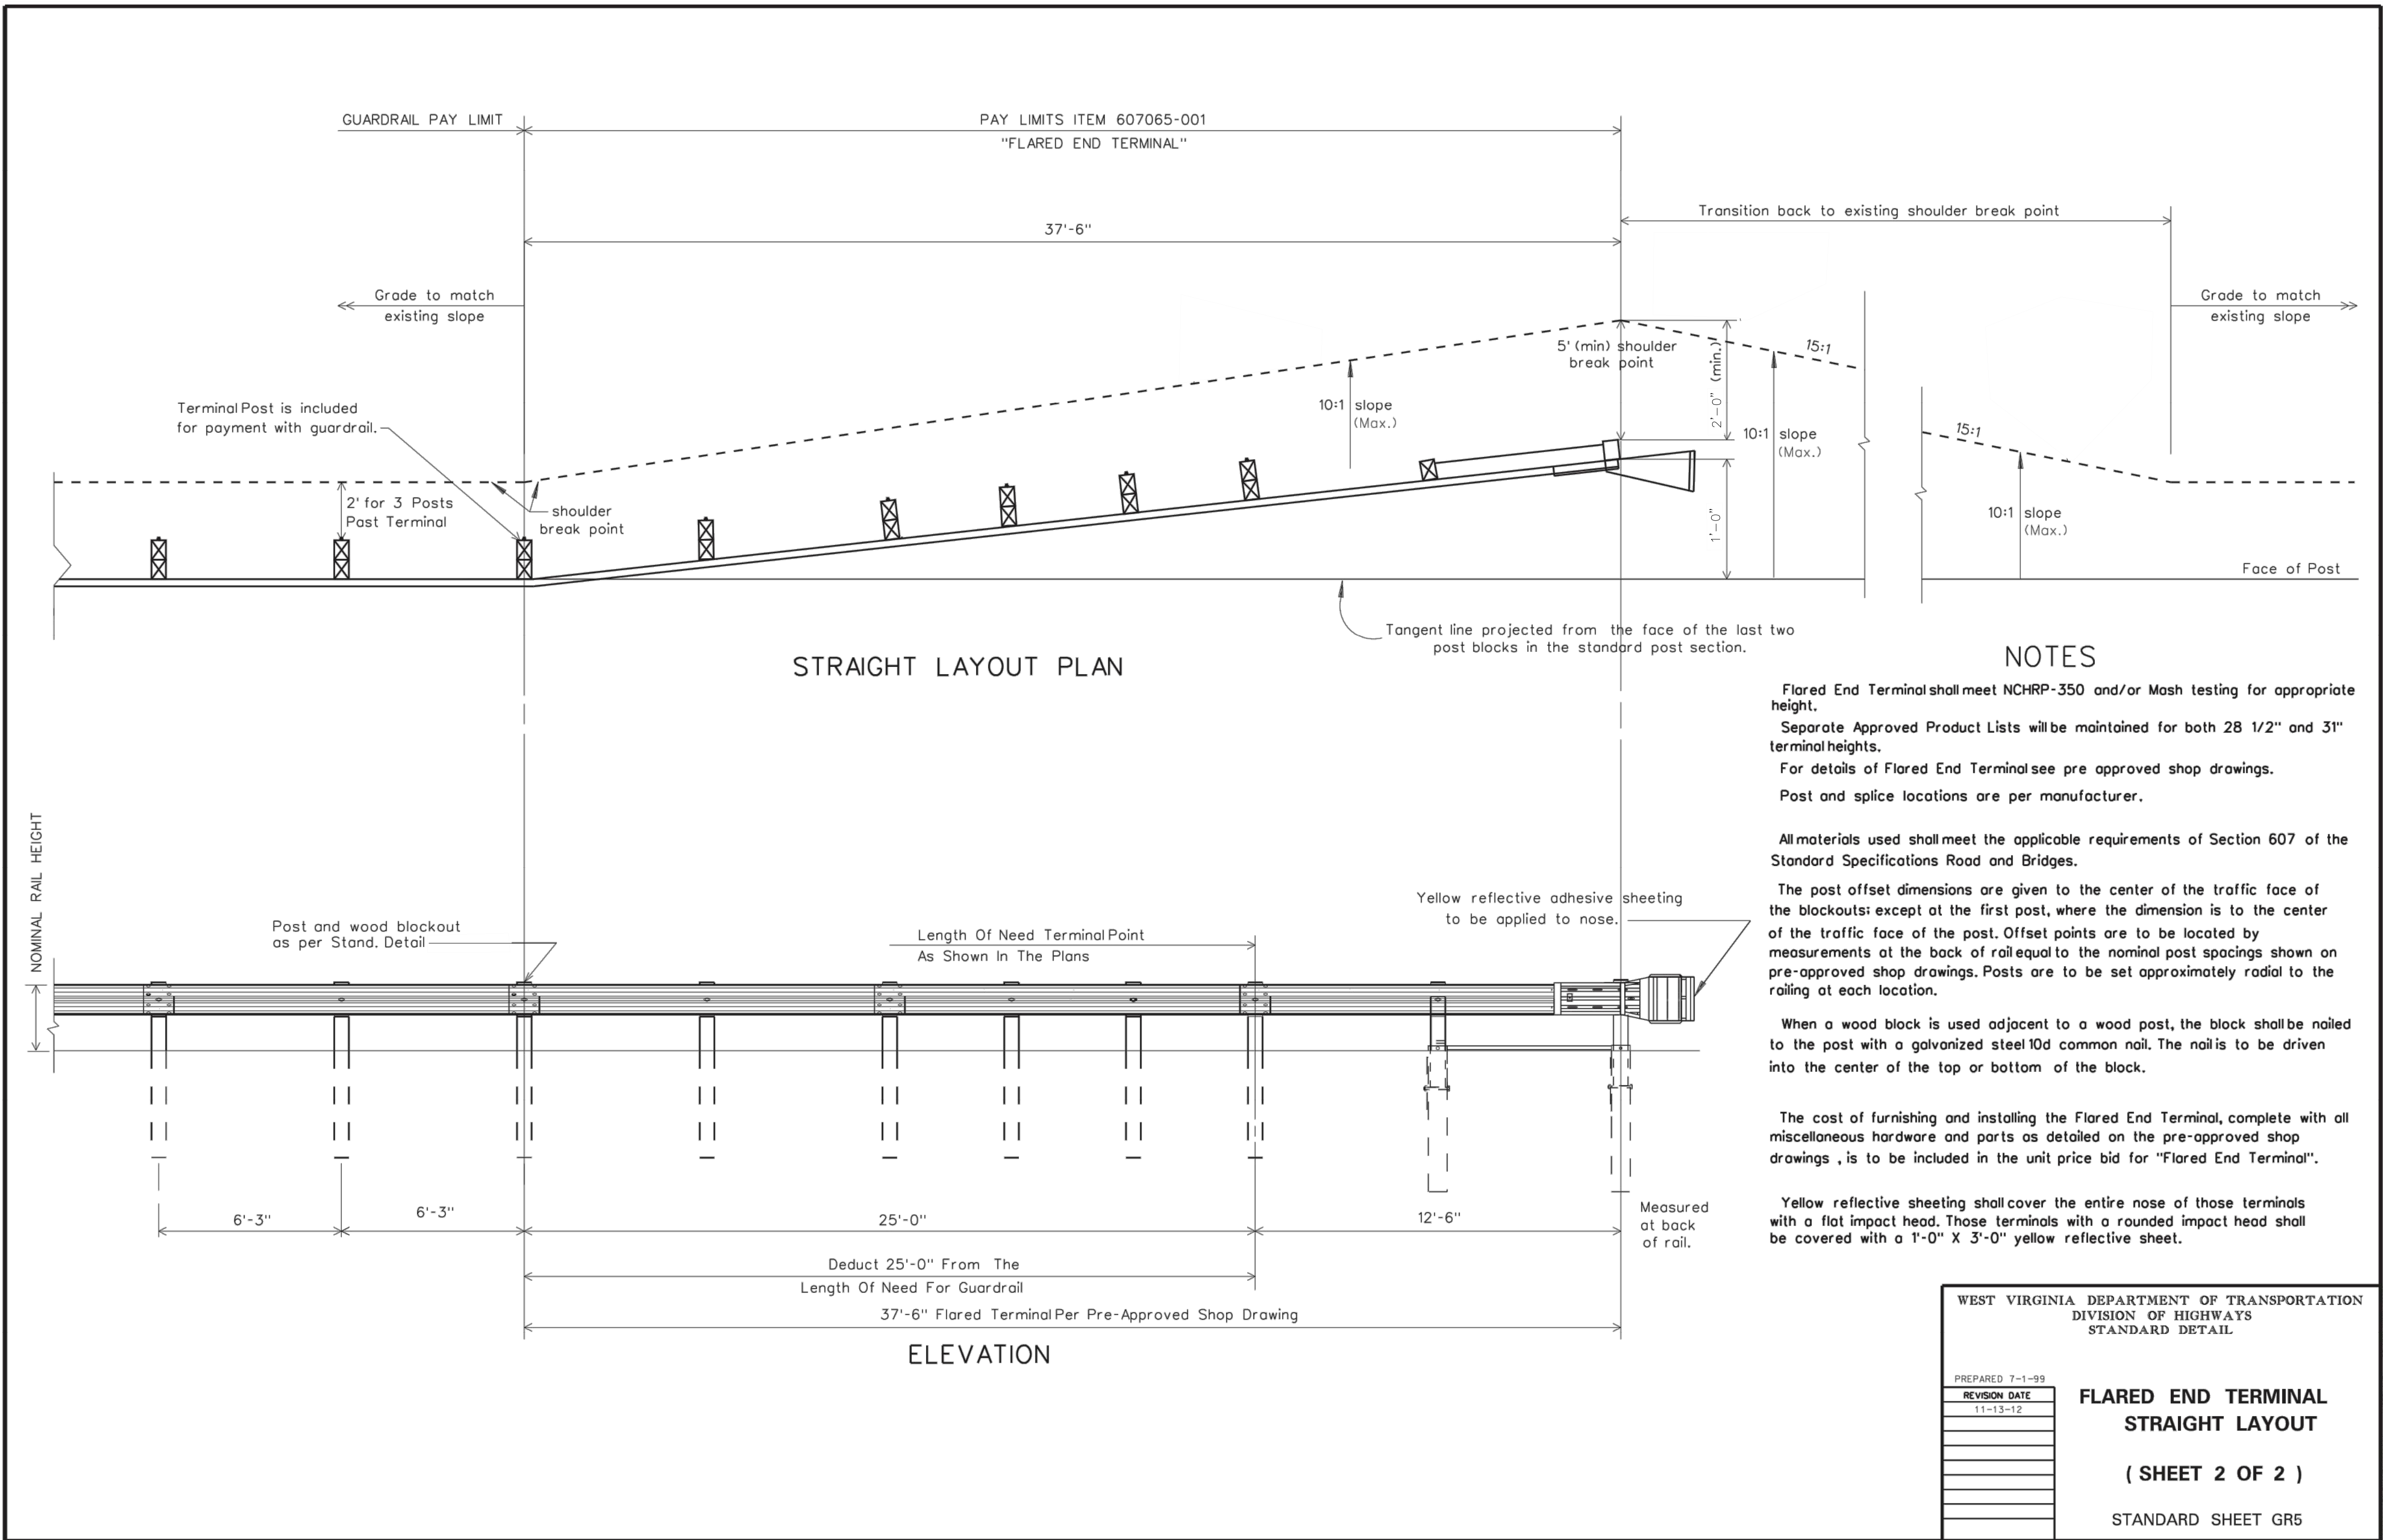 GUARDRAIL PAY LIMIT
PAY LIMITS ITEM 607065-001
"FLARED END TERMINAL"
Transition back to existing shoulder break point
37'-6"
Grade to match
existing slope
Grade to match
existing slope
5' (min) shoulder
break point
2'-0" (min.)
15:1
Terminal Post is included
for payment with guardrail.
10:1 slope
(Max.)
10:1 slope
(Max.)
15:1
2' for 3 Posts
Past Terminal
shoulder
break point
1'-0"
10:1 slope
(Max.)
Face of Post
Tangent line projected from the face of the last two
post blocks in the standard post section.
STRAIGHT LAYOUT PLAN
NOTES
Flared End Terminal shall meet NCHRP-350 and/or Mash testing for appropriate
height.
Separate Approved Product Lists will be maintained for both 28 1/2" and 31"
terminal heights.
For details of Flared End Terminal see pre approved shop drawings.
Post and splice locations are per manufacturer.
All materials used shall meet the applicable requirements of Section 607 of the
Standard Specifications Road and Bridges.
The post offset dimensions are given to the center of the traffic face of
the blockouts; except at the first post, where the dimension is to the center
of the traffic face of the post. Offset points are to be located by
measurements at the back of rail equal to the nominal post spacings shown on
pre-approved shop drawings. Posts are to be set approximately radial to the
railing at each location.
When a wood block is used adjacent to a wood post, the block shall be nailed
to the post with a galvanized steel 10d common nail. The nail is to be driven
into the center of the top or bottom of the block.
The cost of furnishing and installing the Flared End Terminal, complete with all
miscellaneous hardware and parts as detailed on the pre-approved shop
drawings , is to be included in the unit price bid for "Flared End Terminal".
Yellow reflective sheeting shall cover the entire nose of those terminals
with a flat impact head. Those terminals with a rounded impact head shall
be covered with a 1'-0" X 3'-0" yellow reflective sheet.
NOMINAL RAIL HEIGHT
Post and wood blockout
as per Stand. Detail
Length Of Need Terminal Point
As Shown In The Plans
Yellow reflective adhesive sheeting
to be applied to nose.
6'-3"
6'-3"
25'-0"
12'-6"
Measured
at back
of rail.
Deduct 25'-0" From The
Length Of Need For Guardrail
37'-6" Flared Terminal Per Pre-Approved Shop Drawing
ELEVATION
WEST VIRGINIA DEPARTMENT OF TRANSPORTATION
DIVISION OF HIGHWAYS
STANDARD DETAIL
PREPARED 7-1-99
REVISION DATE
11-13-12
FLARED END TERMINAL
STRAIGHT LAYOUT
( SHEET 2 OF 2 )
STANDARD SHEET GR5